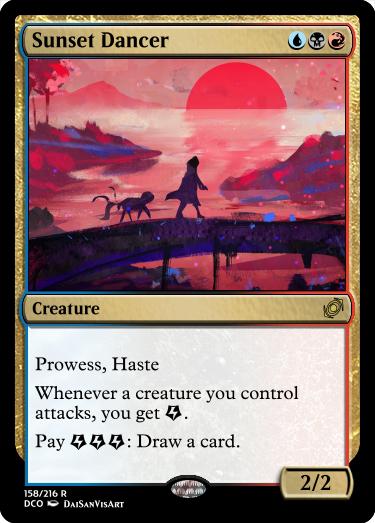 Sunset Dancer
Creature
Prowess, Haste
Whenever a creature you control
attacks, you get .
Pay : Draw a card.
2/2
158/216 R
DCO DaiSanVisArt